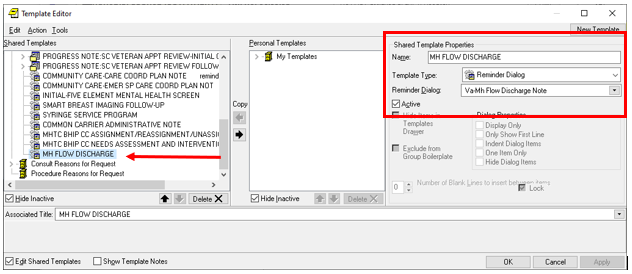 Template Editor
Edit Action Tools
New Template
Shared Templates
PROGRESS NOTE:SC VETERAN APPT REVIEW-INITIAL (
PROGRESS NOTE:SC VETERAN APPT REVIEW FOLLOW
COMMUNITY CARE-CARE COORD PLAN NOTE remind
COMMUNITY CARE-EMER SP CARE COORD PLAN NOT
INITIAL-FIVE ELEMENT MENTAL HEALTH SCREEN
SMART BREAST IMAGING FOLLOW-UP
SYRINGE SERVICE PROGRAM
COMMON CARRIER ADMINISTRATIVE NOTE
MHTC BHIP CC ASSIGNMENT/REASSIGNMENT/UNASSI
MHTC BHIP CC NEEDS ASSESSMENT AND INTERVENTI
MH FLOW DISCHARGE
Consult Reasons for Request
Procedure Reasons for Request
Hide Inactive
Delete
Copy
Personal Templates
My Templates
Hide Inactive
Delete
Shared Template Properties
Name: MH FLOW DISCHARGE
Template Type: Reminder Dialog
Reminder Dialog: Va-Mh Flow Discharge Note
Active
Hide Items in
Templates
Drawer
Exclude from
Group Boilerplate
Dialog Properties
Display Only
Only Show First Line
Indent Dialog Items
One Item Only
Hide Dialog Items
0 Number of Blank Lines to insert between items
Lock
Associated Title: MH FLOW DISCHARGE
Edit Shared Templates
Show Template Notes
OK
Cancel
Apply